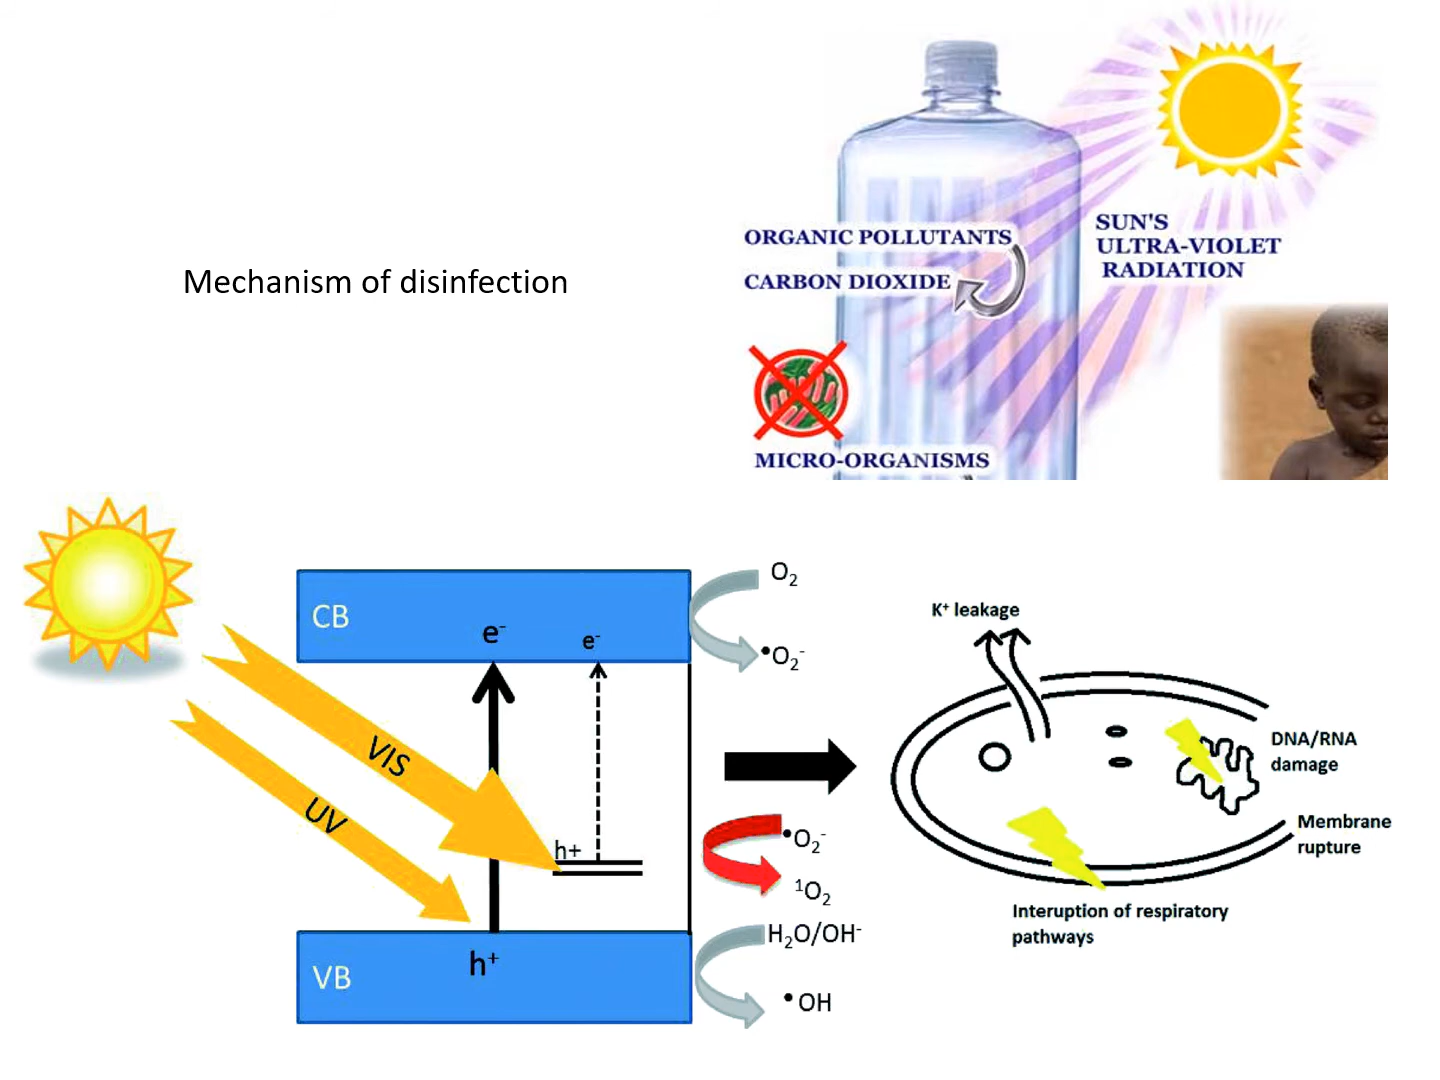 Mechanism of disinfection
ORGANIC POLLUTANTS
CARBON DIOXIDE
SUN'S
ULTRA-VIOLET
RADIATION
MICRO-ORGANISMS
CB
e⁻
e⁻
O₂
•O₂⁻
VIS
UV
h+
h⁺
VB
•O₂⁻
¹O₂
H₂O/OH⁻
•OH
K⁺ leakage
DNA/RNA
damage
Membrane
rupture
Interuption of respiratory
pathways